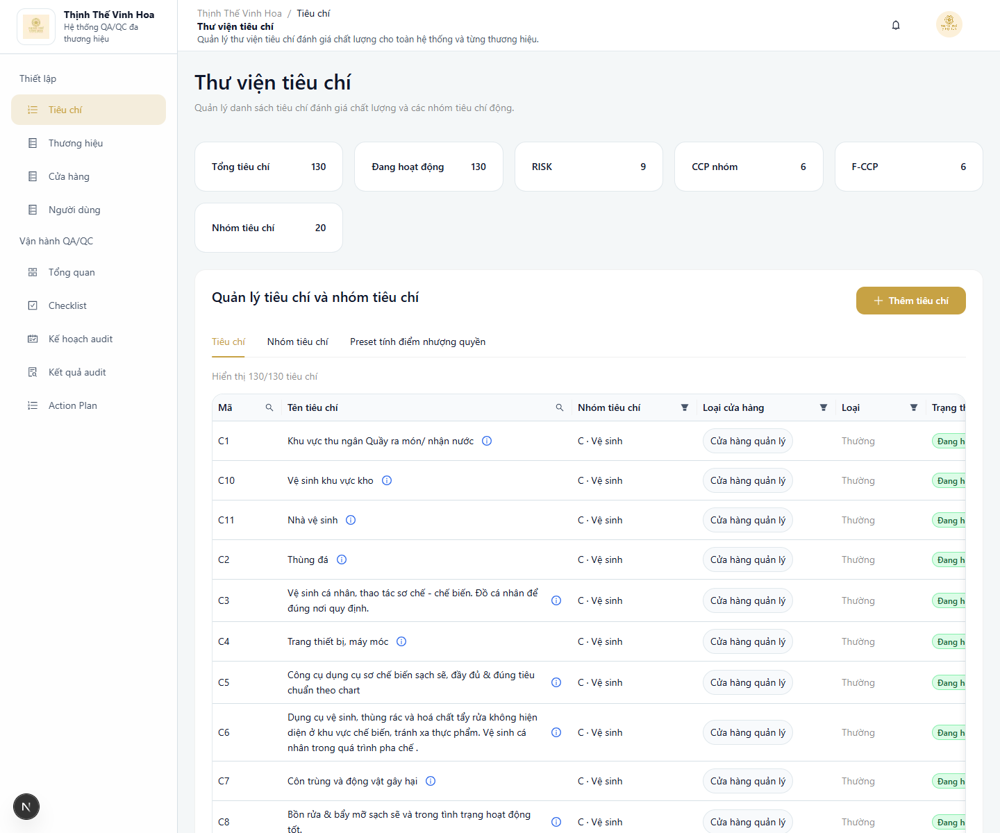 Thịnh Thế Vinh Hoa
Hệ thống QA/QC đa
thương hiệu
Thịnh Thế Vinh Hoa / Tiêu chí
Thư viện tiêu chí
Quản lý thư viện tiêu chí đánh giá chất lượng cho toàn hệ thống và từng thương hiệu.
Thiết lập
Tiêu chí
Thương hiệu
Cửa hàng
Người dùng
Vận hành QA/QC
Tổng quan
Checklist
Kế hoạch audit
Kết quả audit
Action Plan
N
Thư viện tiêu chí
Quản lý danh sách tiêu chí đánh giá chất lượng và các nhóm tiêu chí động.
Tổng tiêu chí 130
Đang hoạt động 130
RISK 9
CCP nhóm 6
F-CCP 6
Nhóm tiêu chí 20
Quản lý tiêu chí và nhóm tiêu chí
Thêm tiêu chí
Tiêu chí Nhóm tiêu chí Preset tính điểm nhượng quyền
Hiển thị 130/130 tiêu chí
Mã Tên tiêu chí Nhóm tiêu chí Loại cửa hàng Loại Trạng th
C1 Khu vực thu ngân Quầy ra món/ nhận nước C · Vệ sinh Cửa hàng quản lý Thường Đang h
C10 Vệ sinh khu vực kho C · Vệ sinh Cửa hàng quản lý Thường Đang h
C11 Nhà vệ sinh C · Vệ sinh Cửa hàng quản lý Thường Đang h
C2 Thùng đá C · Vệ sinh Cửa hàng quản lý Thường Đang h
C3 Vệ sinh cá nhân, thao tác sơ chế - chế biến. Đồ cá nhân để
đúng nơi quy định. C · Vệ sinh Cửa hàng quản lý Thường Đang h
C4 Trang thiết bị, máy móc C · Vệ sinh Cửa hàng quản lý Thường Đang h
C5 Công cụ dụng cụ sơ chế biến sạch sẽ, đầy đủ & đúng tiêu
chuẩn theo chart C · Vệ sinh Cửa hàng quản lý Thường Đang h
C6 Dụng cụ vệ sinh, thùng rác và hoá chất tẩy rửa không hiện
diện ở khu vực chế biến, tránh xa thực phẩm. Vệ sinh cá
nhân trong quá trình pha chế . C · Vệ sinh Cửa hàng quản lý Thường Đang h
C7 Côn trùng và động vật gây hại C · Vệ sinh Cửa hàng quản lý Thường Đang h
C8 Bồn rửa & bẫy mỡ sạch sẽ và trong tình trạng hoạt động
tốt. C · Vệ sinh Cửa hàng quản lý Thường Đang h